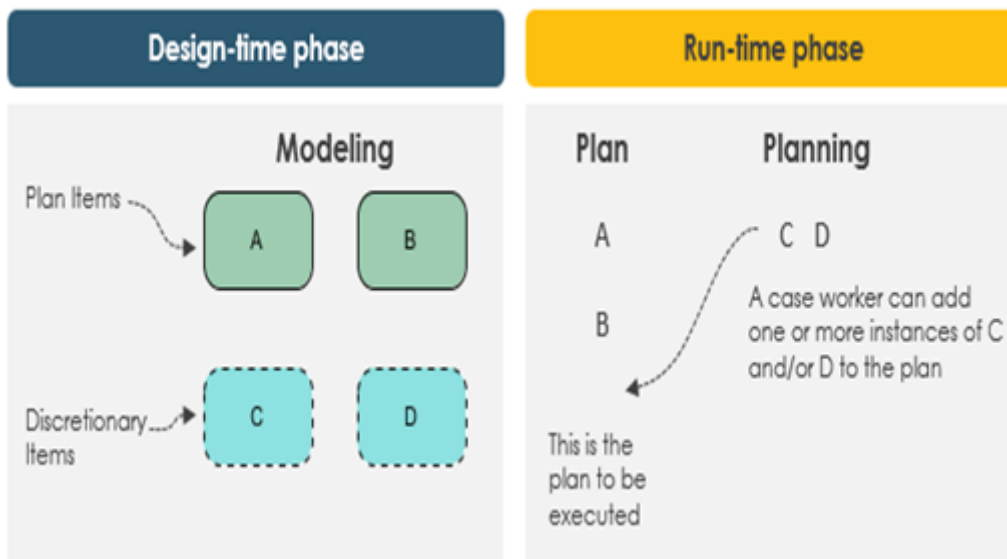 Design-time phase
Modeling
Plan Items
A
B
Discretionary
Items
C
D
Run-time phase
Plan
Planning
A
B
C D
A case worker can add
one or more instances of C
and/or D to the plan
This is the
plan to be
executed